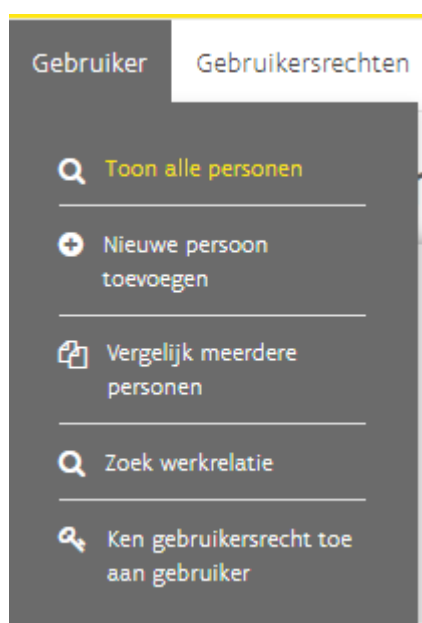 Gebruiker Gebruikersrechten
Toon alle personen
Nieuwe persoon
toevoegen
Vergelijk meerdere
personen
Zoek werkrelatie
Ken gebruikersrecht toe
aan gebruiker